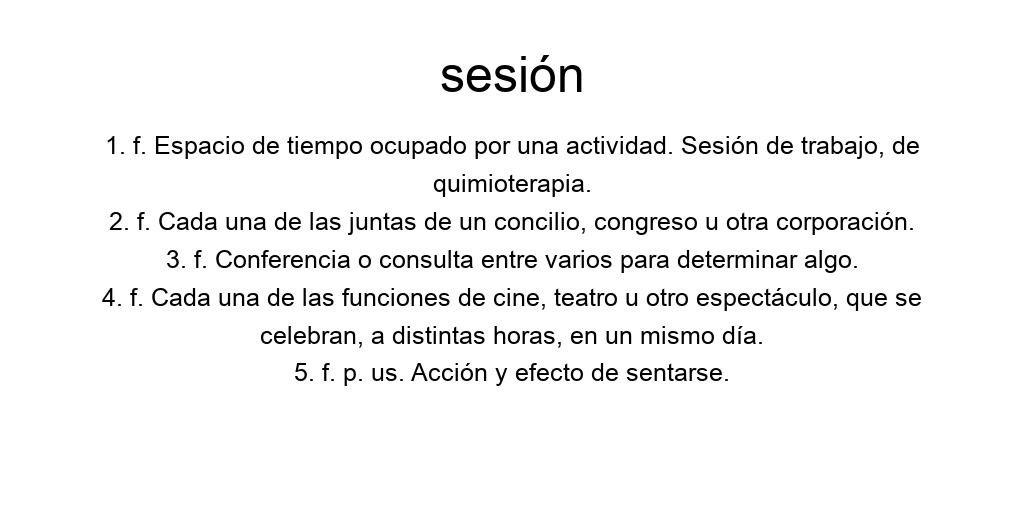 sesión
1. f. Espacio de tiempo ocupado por una actividad. Sesión de trabajo, de
quimioterapia.
2. f. Cada una de las juntas de un concilio, congreso u otra corporación.
3. f. Conferencia o consulta entre varios para determinar algo.
4. f. Cada una de las funciones de cine, teatro u otro espectáculo, que se
celebran, a distintas horas, en un mismo día.
5. f. p. us. Acción y efecto de sentarse.